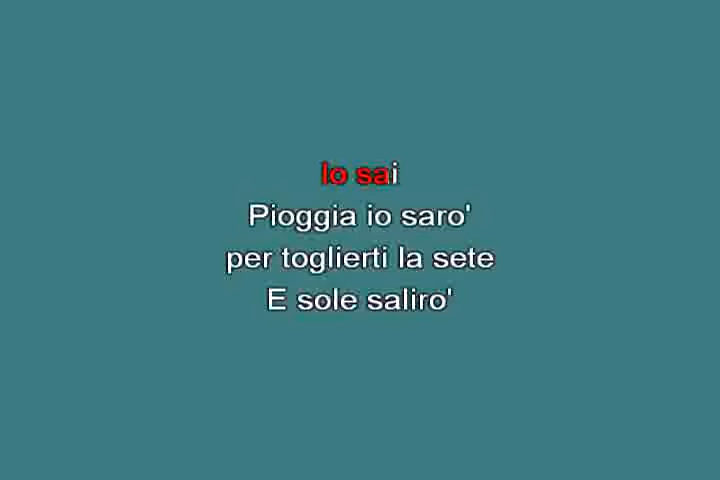 lo sai
Pioggia io saro'
per toglierti la sete
E sole saliro'